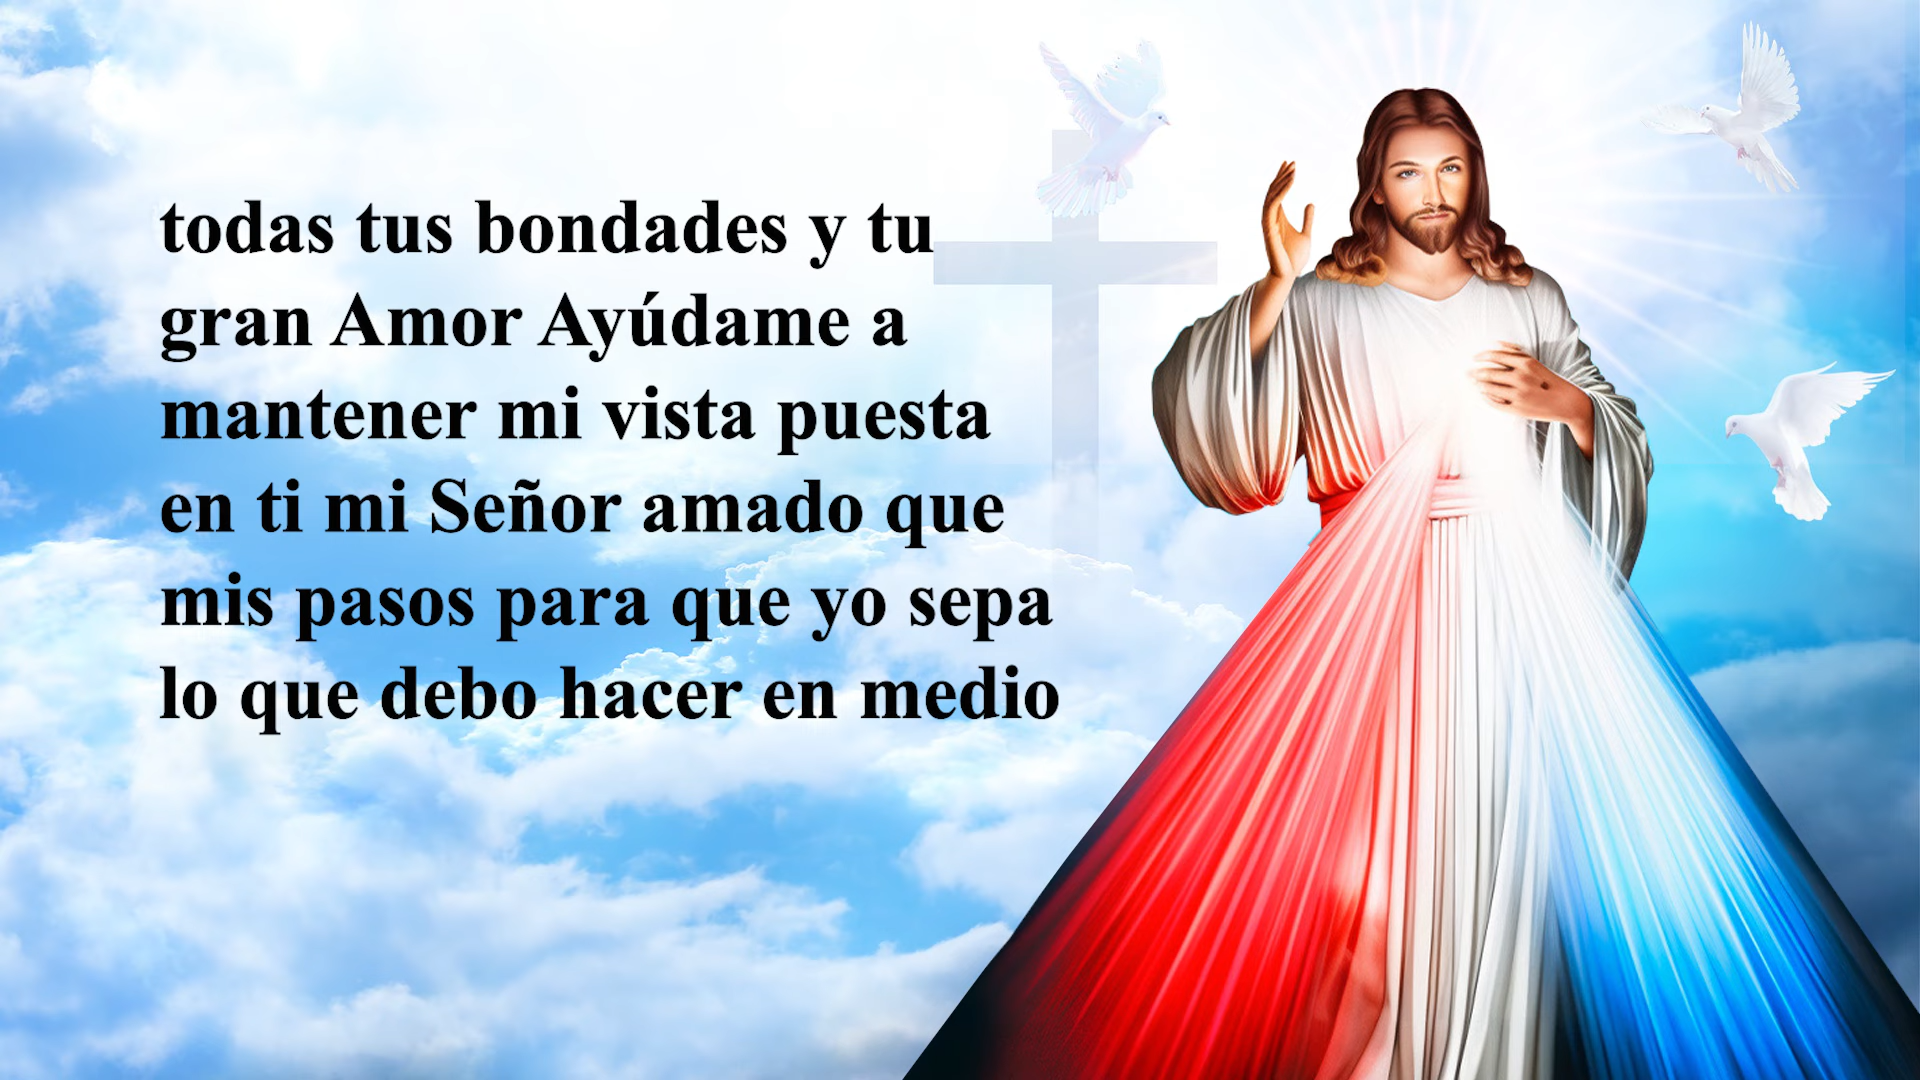 todas tus bondades y tu
gran Amor Ayúdame a
mantener mi vista puesta
en ti mi Señor amado que
mis pasos para que yo sepa
lo que debo hacer en medio